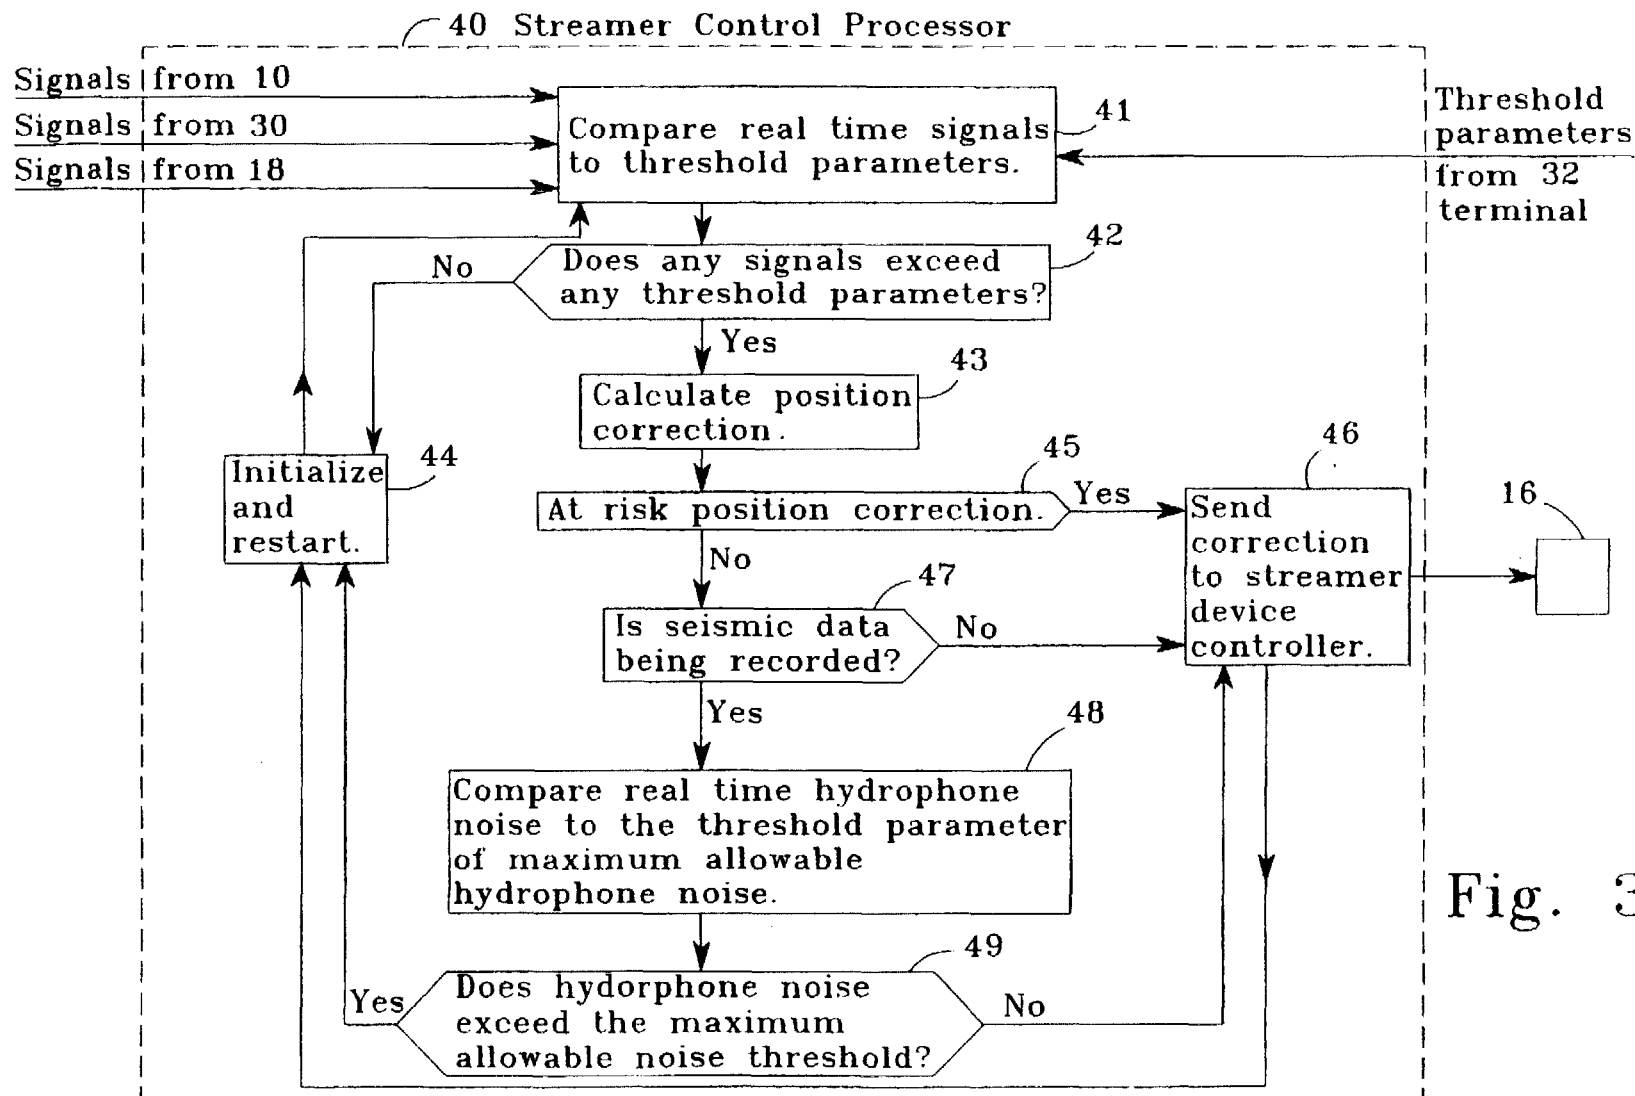 40 Streamer Control Processor
Signals from 10
Signals from 30
Signals from 18
Compare real time signals
to threshold parameters.
41
Threshold
parameters
from 32
terminal
42
Does any signals exceed
any threshold parameters?
No
Yes
43
Calculate position
correction.
44
Initialize
and
restart.
45
At risk position correction.
Yes
No
46
Send
correction
to streamer
device
controller.
16
47
Is seismic data
being recorded?
No
Yes
48
Compare real time hydrophone
noise to the threshold parameter
of maximum allowable
hydrophone noise.
49
Does hydorphone noise
exceed the maximum
allowable noise threshold?
Yes
No
Fig. 3